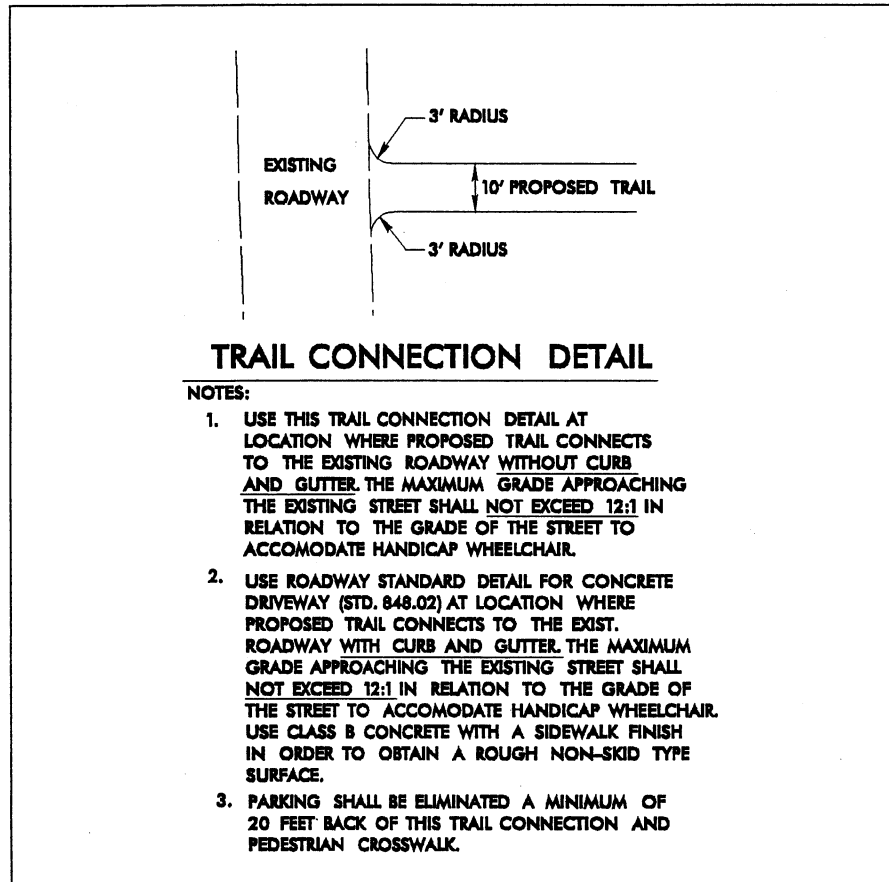 3' RADIUS
EXISTING
ROADWAY
10' PROPOSED TRAIL
3' RADIUS
TRAIL CONNECTION DETAIL
NOTES:
1. USE THIS TRAIL CONNECTION DETAIL AT
LOCATION WHERE PROPOSED TRAIL CONNECTS
TO THE EXISTING ROADWAY WITHOUT CURB
AND GUTTER. THE MAXIMUM GRADE APPROACHING
THE EXISTING STREET SHALL NOT EXCEED 12:1 IN
RELATION TO THE GRADE OF THE STREET TO
ACCOMODATE HANDICAP WHEELCHAIR.
2. USE ROADWAY STANDARD DETAIL FOR CONCRETE
DRIVEWAY (STD. 848.02) AT LOCATION WHERE
PROPOSED TRAIL CONNECTS TO THE EXIST.
ROADWAY WITH CURB AND GUTTER. THE MAXIMUM
GRADE APPROACHING THE EXISTING STREET SHALL
NOT EXCEED 12:1 IN RELATION TO THE GRADE OF
THE STREET TO ACCOMODATE HANDICAP WHEELCHAIR.
USE CLASS B CONCRETE WITH A SIDEWALK FINISH
IN ORDER TO OBTAIN A ROUGH NON-SKID TYPE
SURFACE.
3. PARKING SHALL BE ELIMINATED A MINIMUM OF
20 FEET BACK OF THIS TRAIL CONNECTION AND
PEDESTRIAN CROSSWALK.